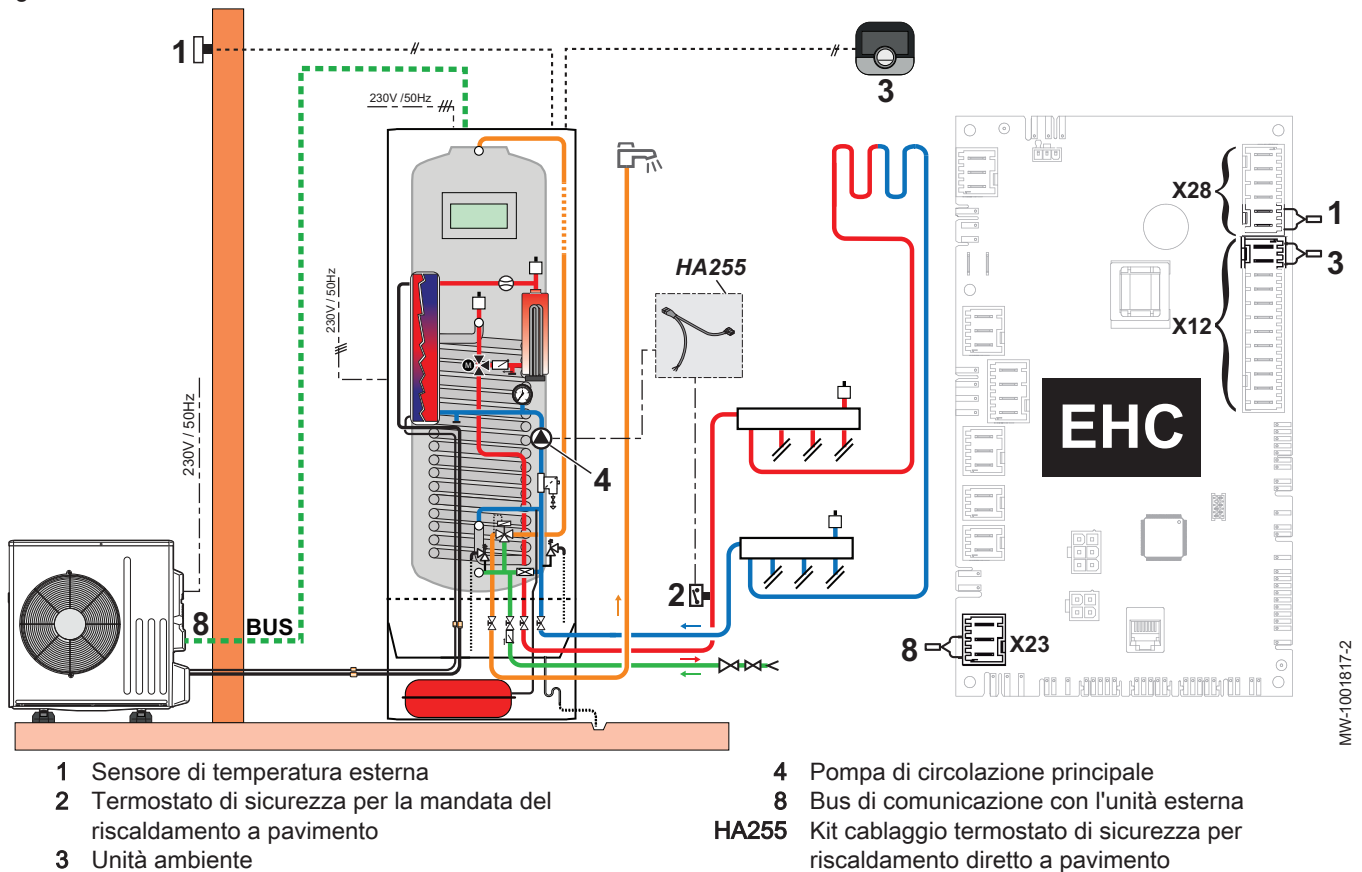 1
3
230V /50Hz
HA255
230V / 50Hz
230V / 50Hz
4
2
8 BUS
X28
1
3
X12
EHC
8
X23
MW-1001817-2
1 Sensore di temperatura esterna
2 Termostato di sicurezza per la mandata del
riscaldamento a pavimento
3 Unità ambiente
4 Pompa di circolazione principale
8 Bus di comunicazione con l'unità esterna
HA255 Kit cablaggio termostato di sicurezza per
riscaldamento diretto a pavimento